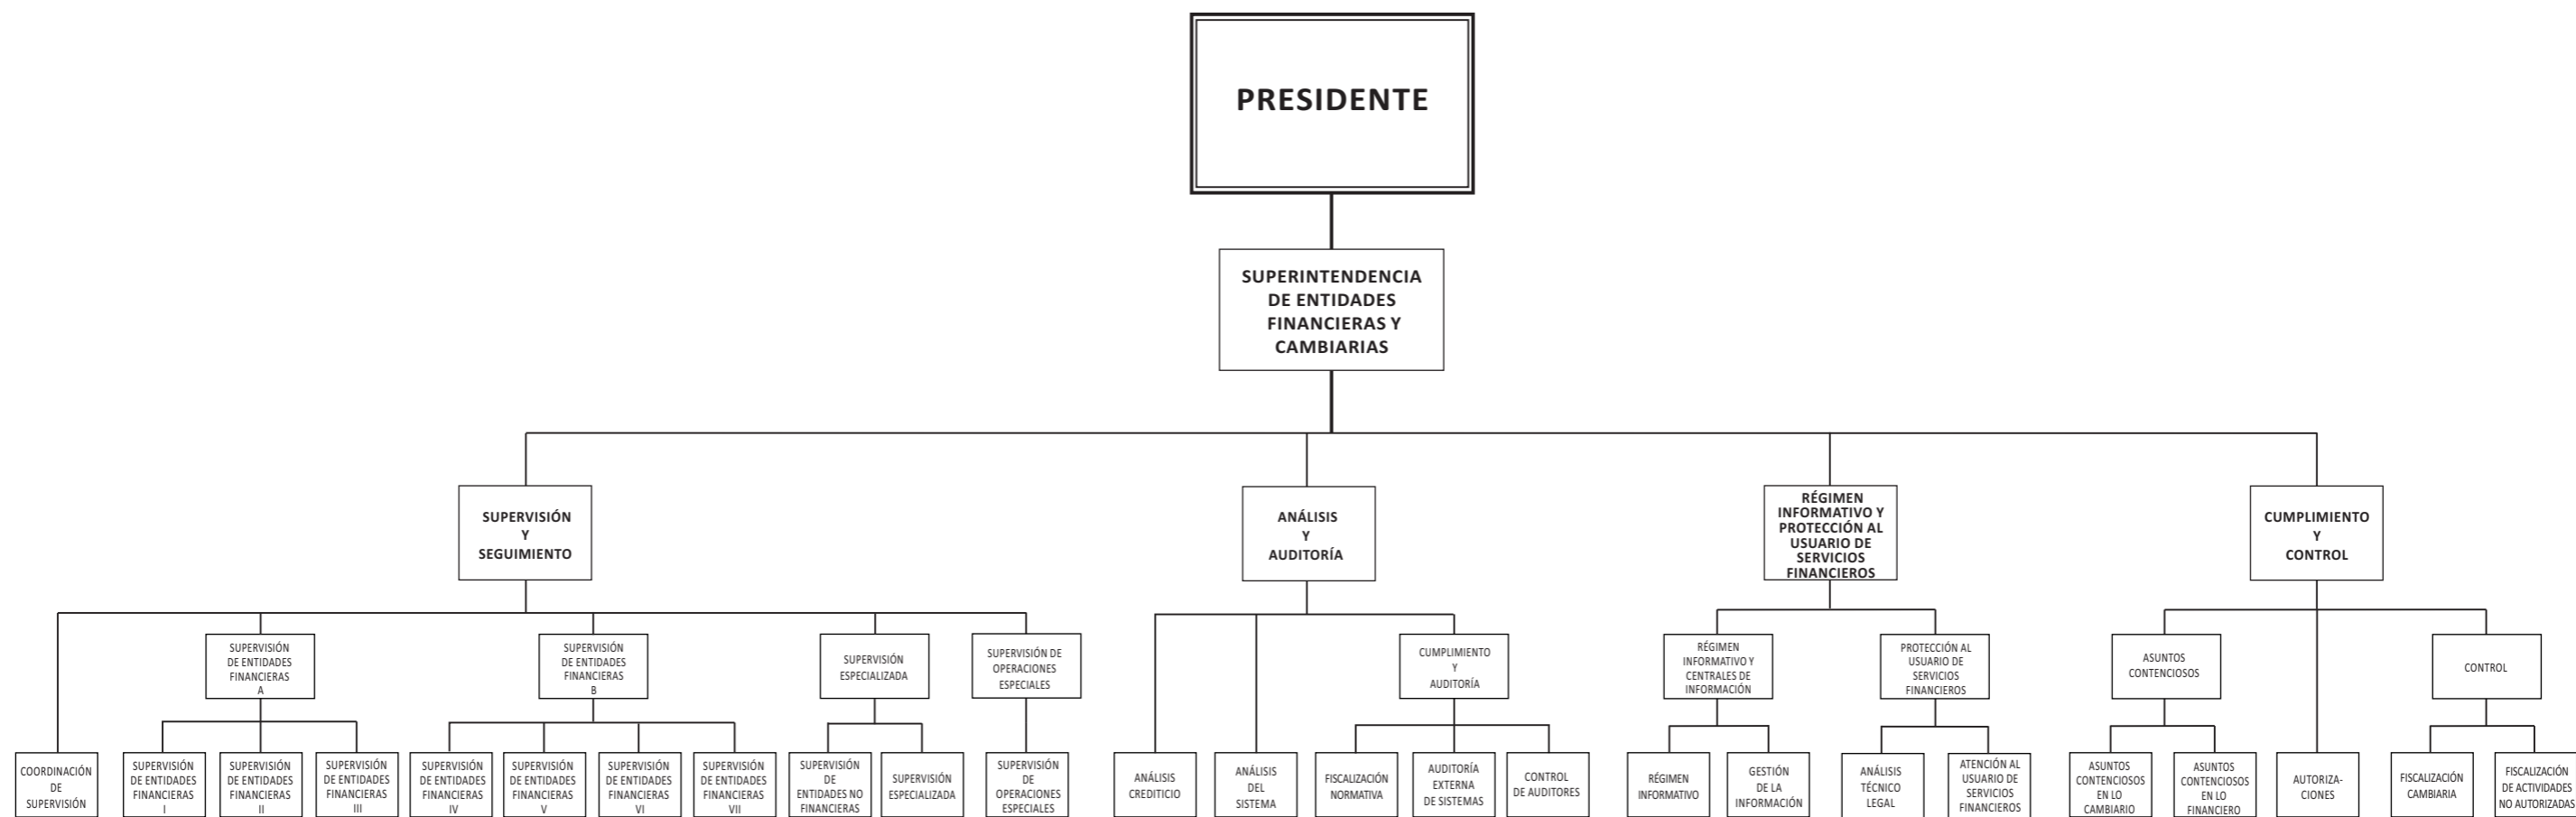 PRESIDENTE
SUPERINTENDENCIA
DE ENTIDADES
FINANCIERAS Y
CAMBIARIAS
SUPERVISIÓN
Y
SEGUIMIENTO
ANÁLISIS
Y
AUDITORÍA
RÉGIMEN
INFORMATIVO Y
PROTECCIÓN AL
USUARIO DE
SERVICIOS
FINANCIEROS
CUMPLIMIENTO
Y
CONTROL
SUPERVISIÓN
DE ENTIDADES
FINANCIERAS
A
SUPERVISIÓN
DE ENTIDADES
FINANCIERAS
B
SUPERVISIÓN
ESPECIALIZADA
SUPERVISIÓN DE
OPERACIONES
ESPECIALES
CUMPLIMIENTO
Y
AUDITORÍA
RÉGIMEN
INFORMATIVO Y
CENTRALES DE
INFORMACIÓN
PROTECCIÓN AL
USUARIO DE
SERVICIOS
FINANCIEROS
ASUNTOS
CONTENCIOSOS
CONTROL
COORDINACIÓN
DE
SUPERVISIÓN
SUPERVISIÓN
DE ENTIDADES
FINANCIERAS
I
SUPERVISIÓN
DE ENTIDADES
FINANCIERAS
II
SUPERVISIÓN
DE ENTIDADES
FINANCIERAS
III
SUPERVISIÓN
DE ENTIDADES
FINANCIERAS
IV
SUPERVISIÓN
DE ENTIDADES
FINANCIERAS
V
SUPERVISIÓN
DE ENTIDADES
FINANCIERAS
VI
SUPERVISIÓN
DE ENTIDADES
FINANCIERAS
VII
SUPERVISIÓN
DE
ENTIDADES NO
FINANCIERAS
SUPERVISIÓN
ESPECIALIZADA
SUPERVISIÓN
DE
OPERACIONES
ESPECIALES
ANÁLISIS
CREDITICIO
ANÁLISIS
DEL
SISTEMA
FISCALIZACIÓN
NORMATIVA
AUDITORÍA
EXTERNA
DE SISTEMAS
CONTROL
DE AUDITORES
RÉGIMEN
INFORMATIVO
GESTIÓN
DE LA
INFORMACIÓN
ANÁLISIS
TÉCNICO
LEGAL
ATENCIÓN AL
USUARIO DE
SERVICIOS
FINANCIEROS
ASUNTOS
CONTENCIOSOS
EN LO
CAMBIARIO
ASUNTOS
CONTENCIOSOS
EN LO
FINANCIERO
AUTORIZA-
CIONES
FISCALIZACIÓN
CAMBIARIA
FISCALIZACIÓN
DE ACTIVIDADES
NO AUTORIZADAS